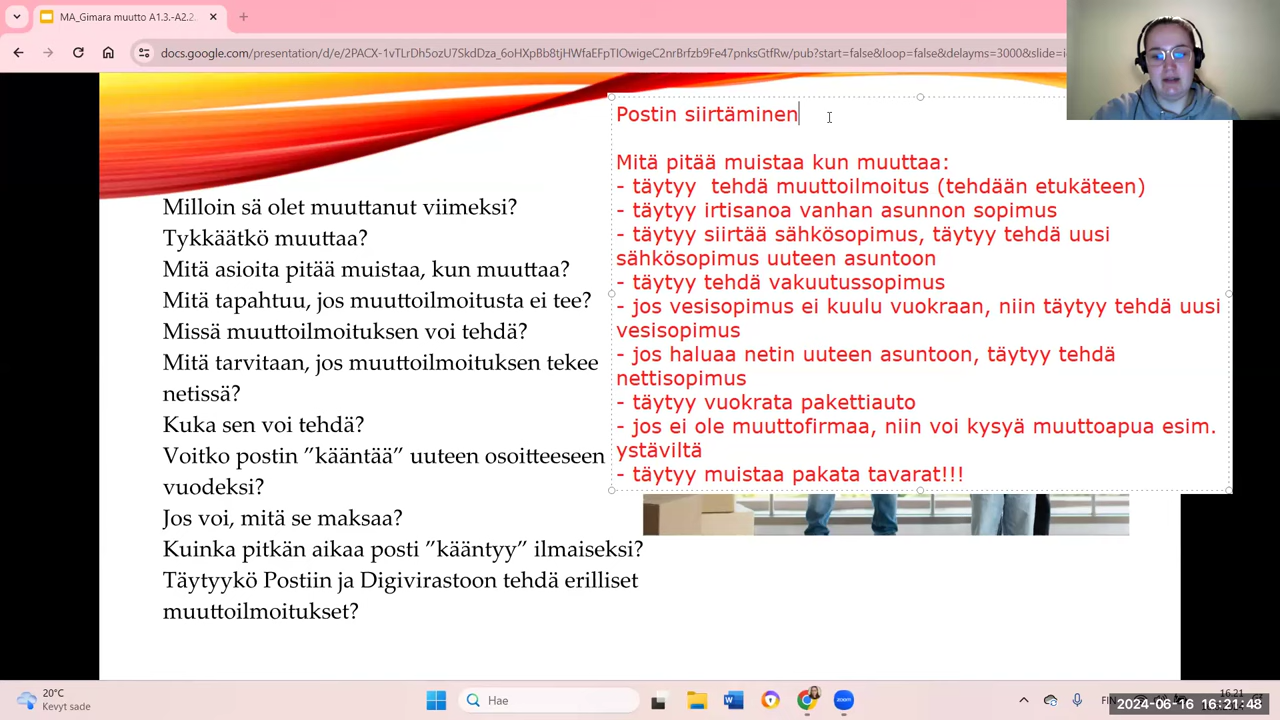 MA_Gimara muutto A1.3.-A2.2.
docs.google.com/presentation/d/e/2PACX-1vTLrDh5ozU7SkdDza_6oHXpBb8tjHWfaEFpTIOwigeC2nrBrfzb9Fe47pnksGtfRw/pub?start=false&loop=false&delayms=3000&slide=i
Postin siirtäminen
Mitä pitää muistaa kun muuttaa:
- täytyy  tehdä muuttoilmoitus (tehdään etukäteen)
- täytyy irtisanoa vanhan asunnon sopimus
- täytyy siirtää sähkösopimus, täytyy tehdä uusi
sähkösopimus uuteen asuntoon
- täytyy tehdä vakuutussopimus
- jos vesisopimus ei kuulu vuokraan, niin täytyy tehdä uusi
vesisopimus
- jos haluaa netin uuteen asuntoon, täytyy tehdä
nettisopimus
- täytyy vuokrata pakettiauto
- jos ei ole muuttofirmaa, niin voi kysyä muuttoapua esim.
ystäviltä
- täytyy muistaa pakata tavarat!!!
Milloin sä olet muuttanut viimeksi?
Tykkäätkö muuttaa?
Mitä asioita pitää muistaa, kun muuttaa?
Mitä tapahtuu, jos muuttoilmoitusta ei tee?
Missä muuttoilmoituksen voi tehdä?
Mitä tarvitaan, jos muuttoilmoituksen tekee
netissä?
Kuka sen voi tehdä?
Voitko postin ”kääntää” uuteen osoitteeseen
vuodeksi?
Jos voi, mitä se maksaa?
Kuinka pitkän aikaa posti ”kääntyy” ilmaiseksi?
Täytyykö Postiin ja Digivirastoon tehdä erilliset
muuttoilmoitukset?
20°C
Kevyt sade
Hae
zoom
FIN
16.21
2024-06-16 16:21:48